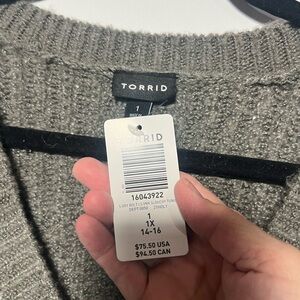 TORRID
1
TORRID
16043922
1
1X
14-16
$75.50 USA
$94.50 CAN